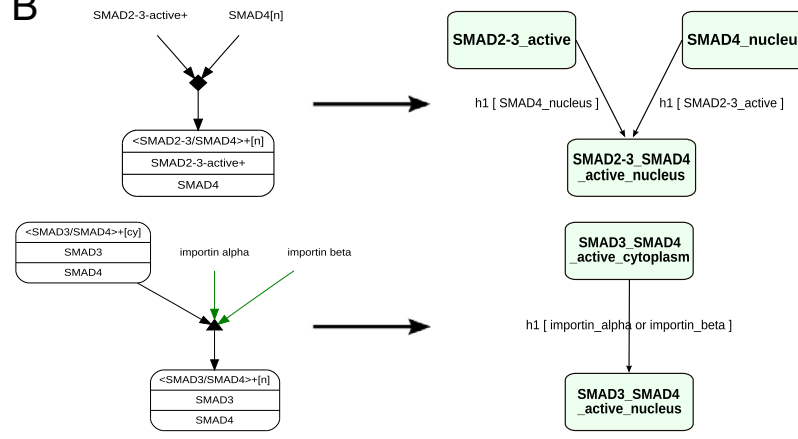 B
SMAD2-3-active+
SMAD4[n]
<SMAD2-3/SMAD4>+[n]
SMAD2-3-active+
SMAD4
SMAD2-3_active
SMAD4_nucleu
h1 [ SMAD4_nucleus ]
h1 [ SMAD2-3_active ]
SMAD2-3_SMAD4
_active_nucleus
<SMAD3/SMAD4>+[cy]
SMAD3
SMAD4
importin alpha
importin beta
<SMAD3/SMAD4>+[n]
SMAD3
SMAD4
SMAD3_SMAD4
_active_cytoplasm
h1 [ importin_alpha or importin_beta ]
SMAD3_SMAD4
_active_nucleus